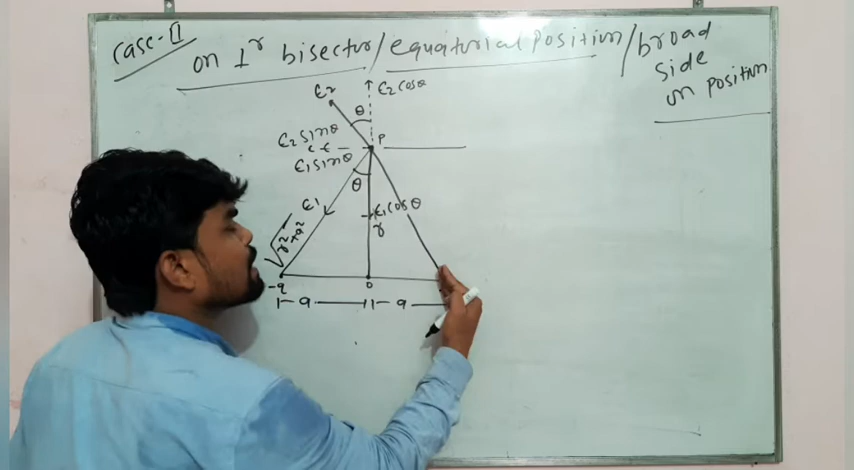 Case-II
on ⊥r bisector/equatorial position/broad
side
on position
E2
E2 cosθ
θ
E2 sinθ
P
E1 sinθ
θ
E1
E1 cosθ
r
√r²+a²
-q
o
a
a